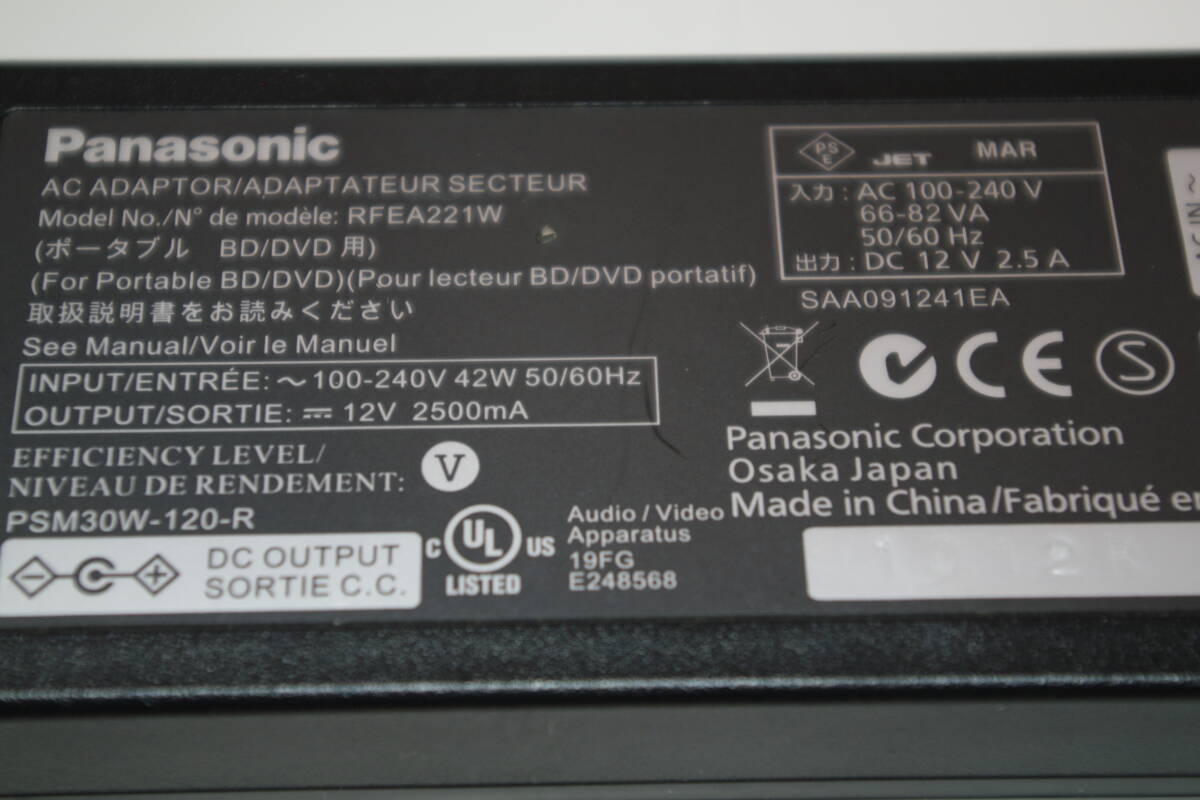 Panasonic
AC ADAPTOR/ADAPTATEUR SECTEUR
Model No./N° de modèle: RFEA221W
(ポータブル BD/DVD 用)
(For Portable BD/DVD)(Pour lecteur BD/DVD portatif)
取扱説明書をお読みください
See Manual/Voir le Manuel
INPUT/ENTRÉE: ~ 100-240V 42W 50/60Hz
OUTPUT/SORTIE: ⎓ 12V 2500mA
EFFICIENCY LEVEL/
NIVEAU DE RENDEMENT: V
PSM30W-120-R
DC OUTPUT
SORTIE C.C.
C UL US
LISTED
Audio / Video
Apparatus
19FG
E248568
PS E JET MAR
入力 : AC 100-240 V
66-82 VA
50/60 Hz
出力 : DC 12 V 2.5 A
SAA091241EA
CE S
Panasonic Corporation
Osaka Japan
Made in China/Fabriqué e